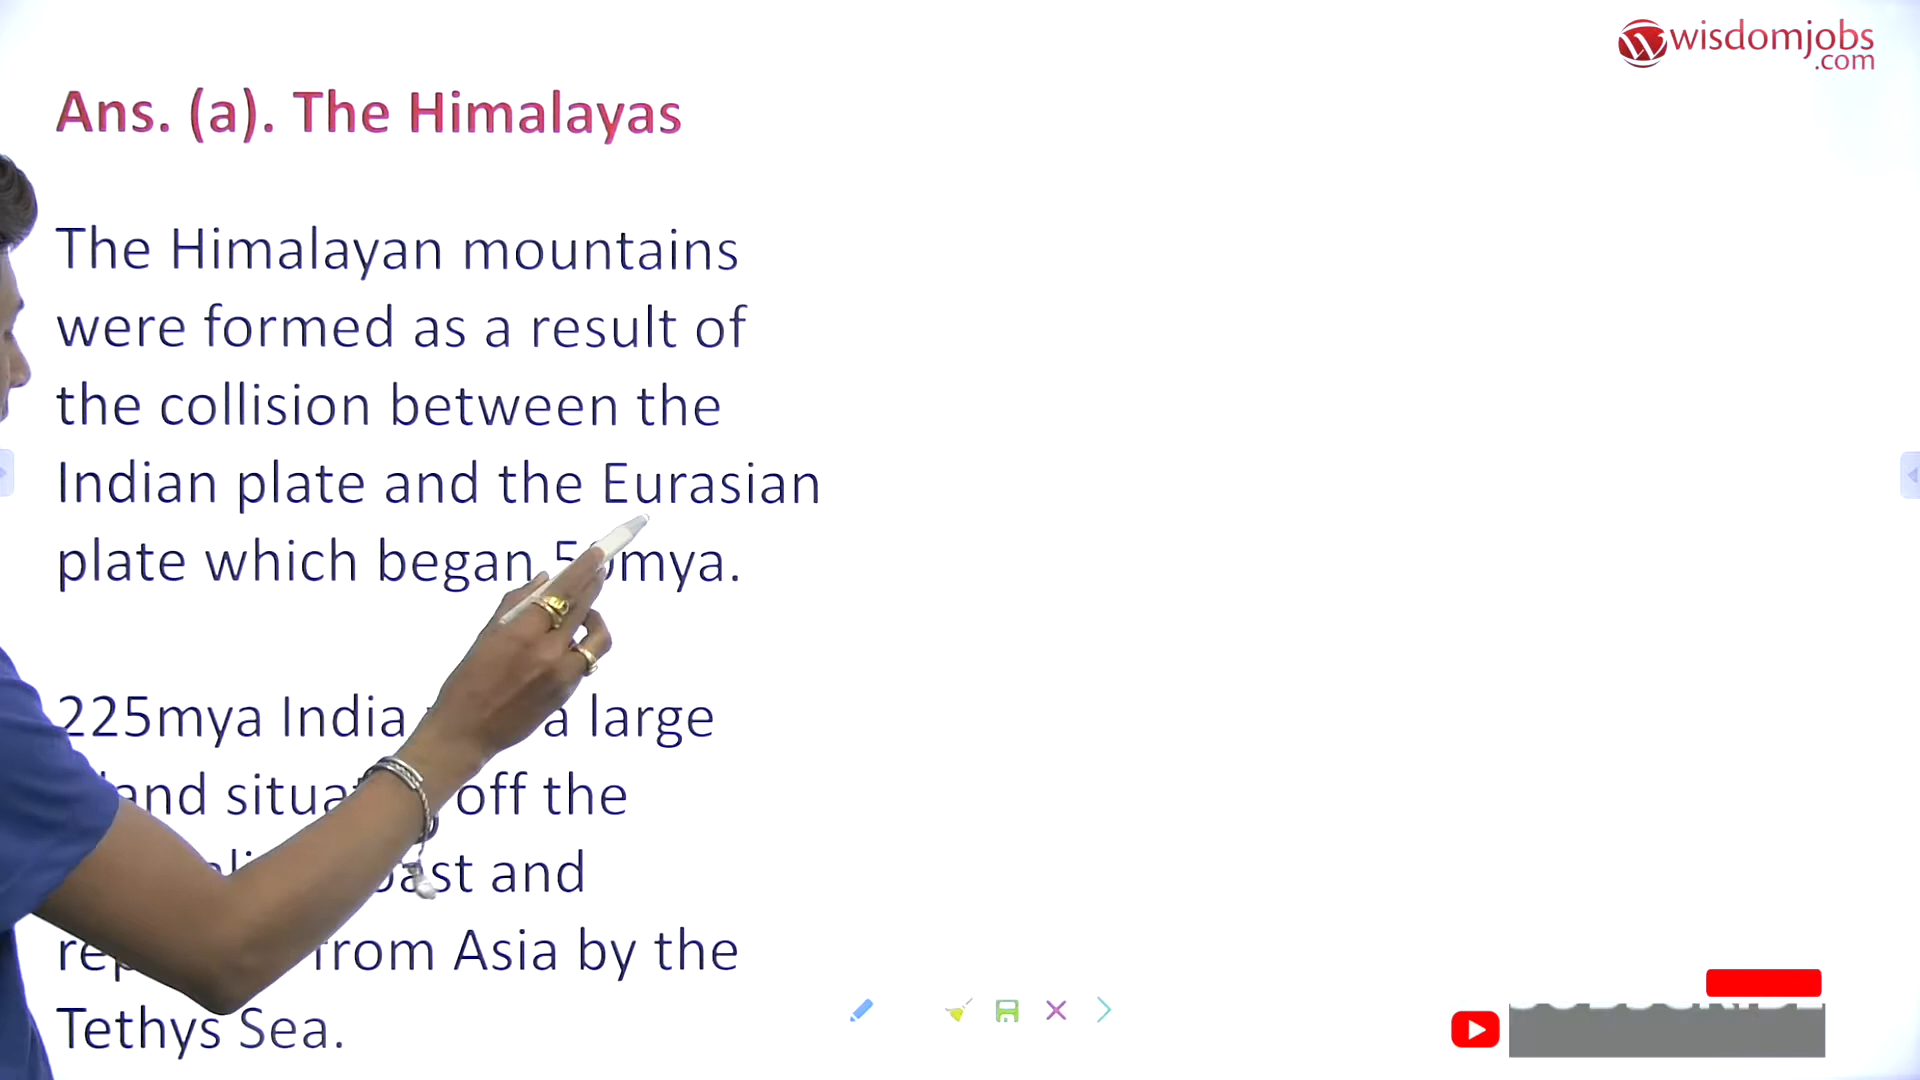 wisdomjobs
.com
Ans. (a). The Himalayas
The Himalayan mountains
were formed as a result of
the collision between the
Indian plate and the Eurasian
plate which began mya.
225mya India a large
off the
and
from Asia by the
Tethys Sea.